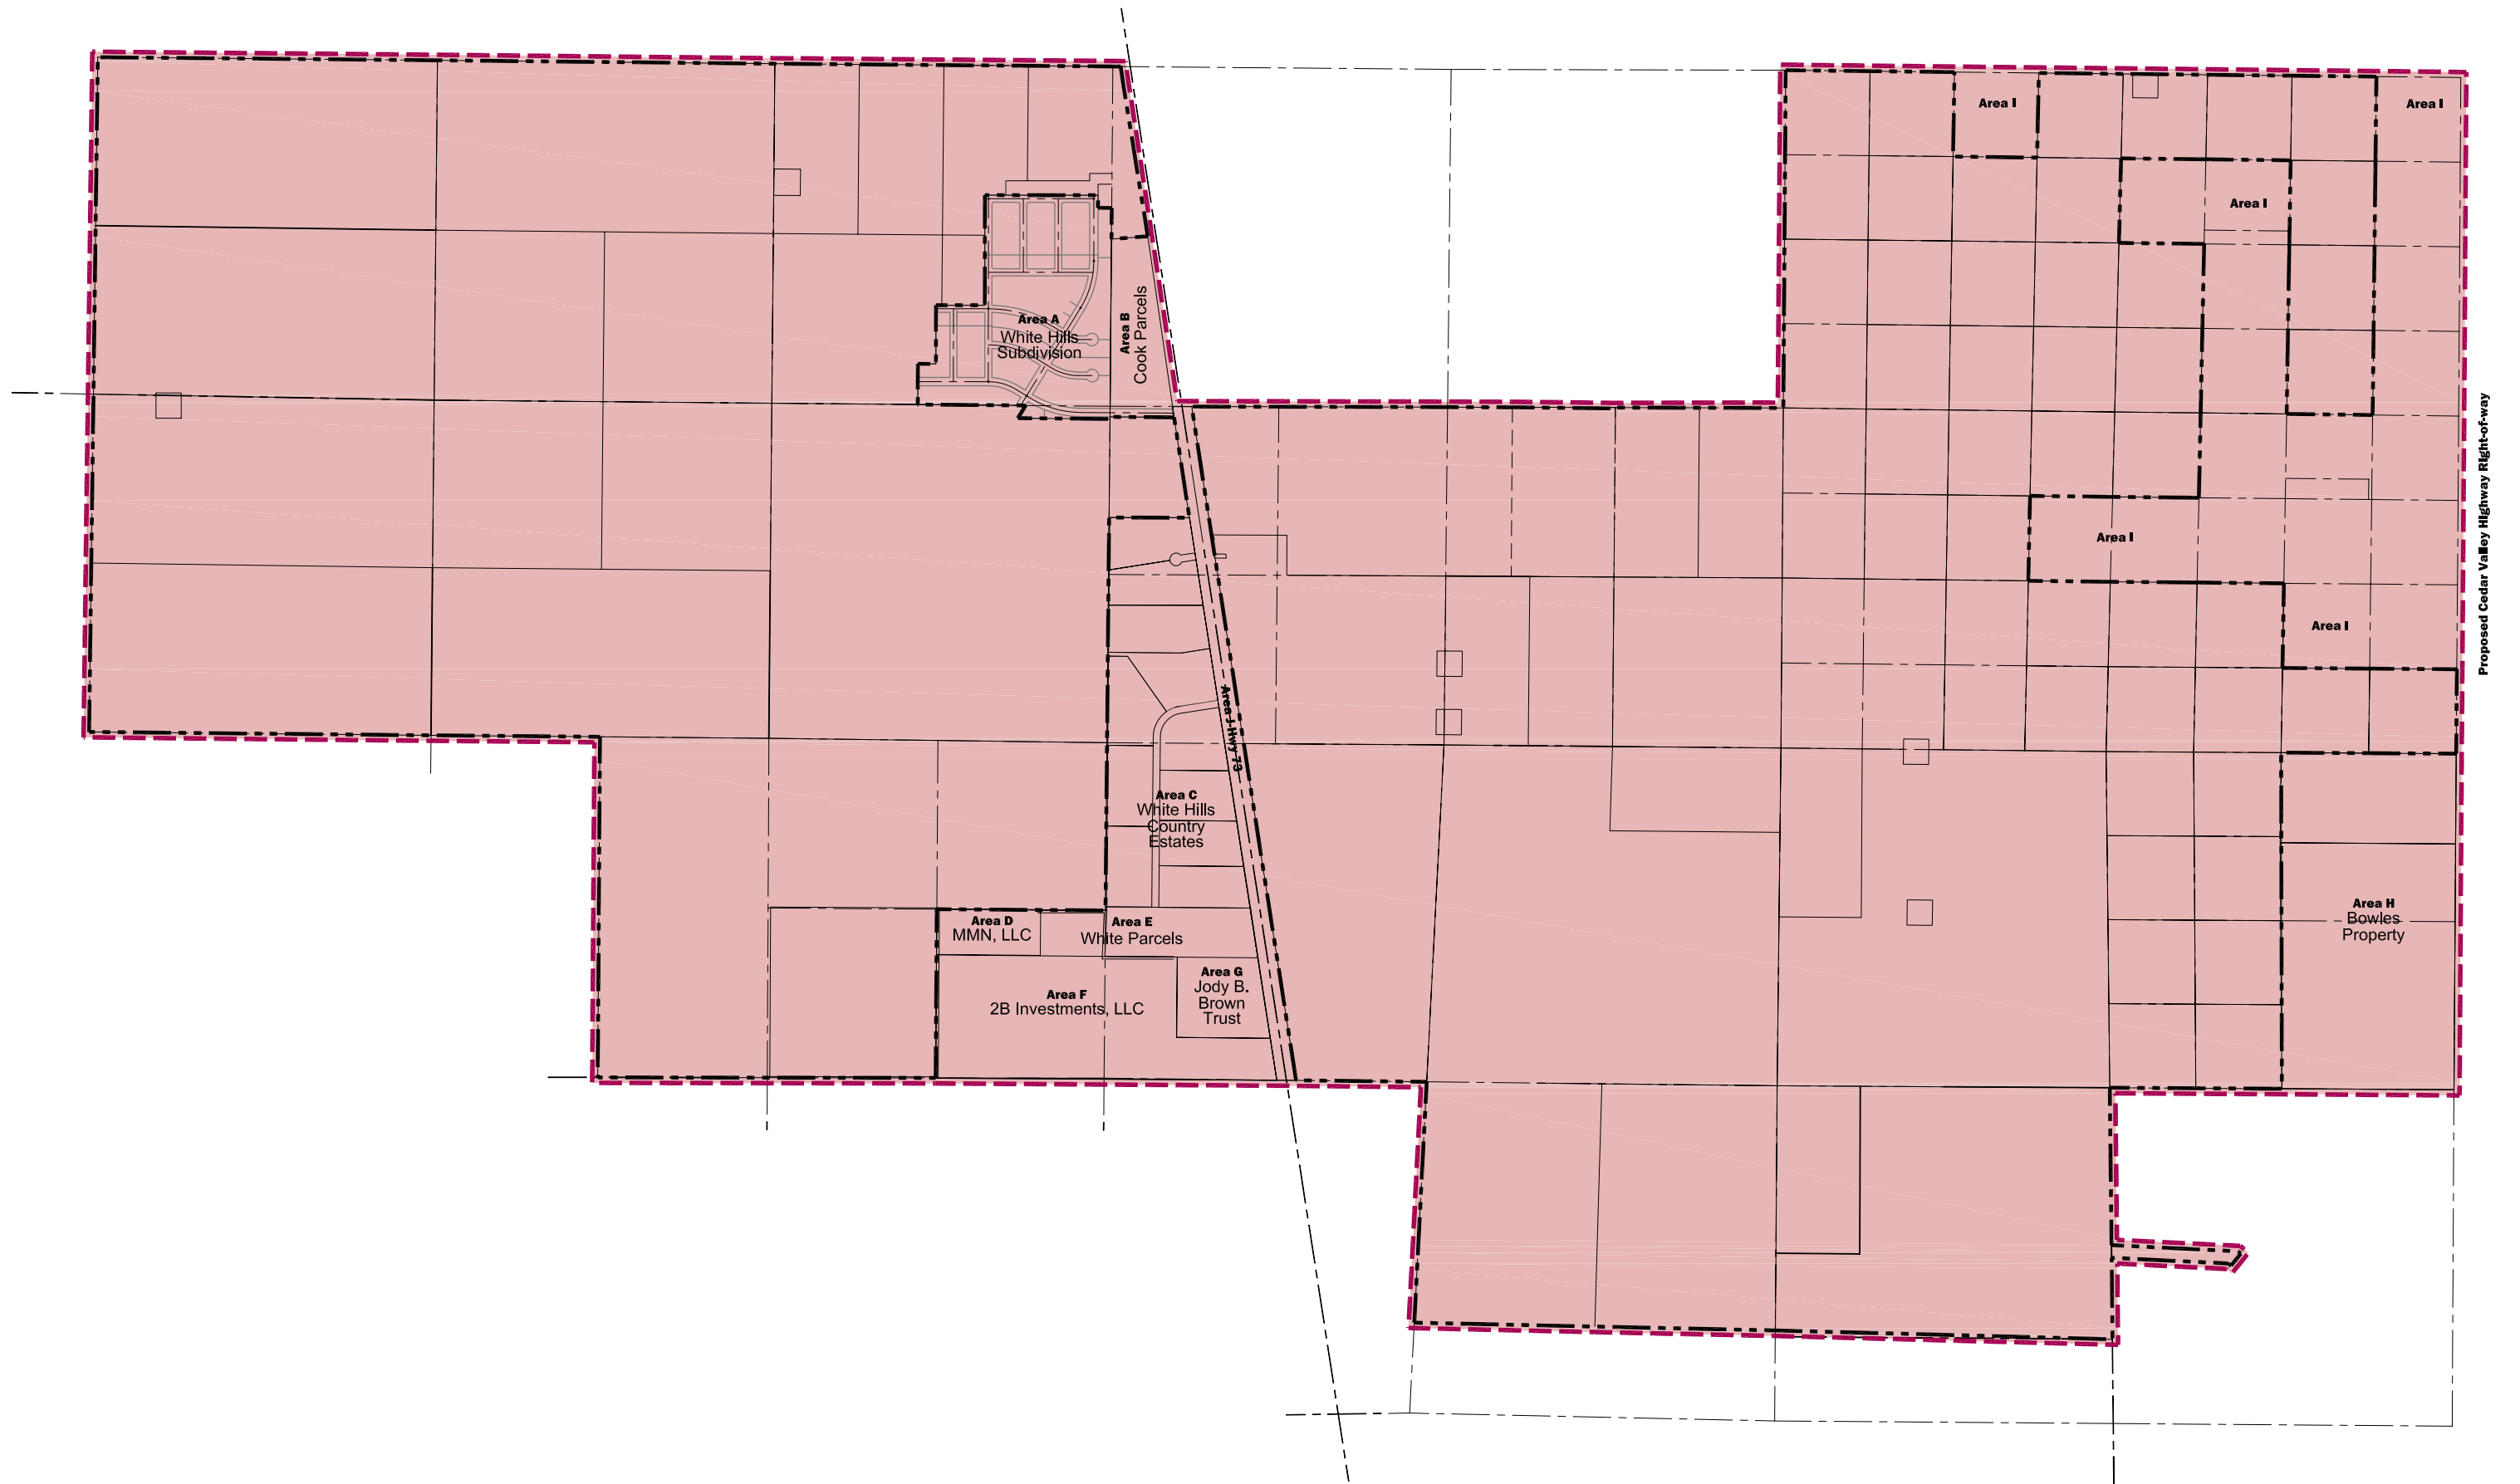 Area I
Area I
Area I
Area A
White Hills
Subdivision
Area B
Cook Parcels
Area I
Area I
Proposed Cedar Valley Highway Right-of-way
Area J-Hwy 73
Area C
White Hills
Country
Estates
Area D
MMN, LLC
Area E
White Parcels
Area F
2B Investments, LLC
Area G
Jody B.
Brown
Trust
Area H
Bowles
Property